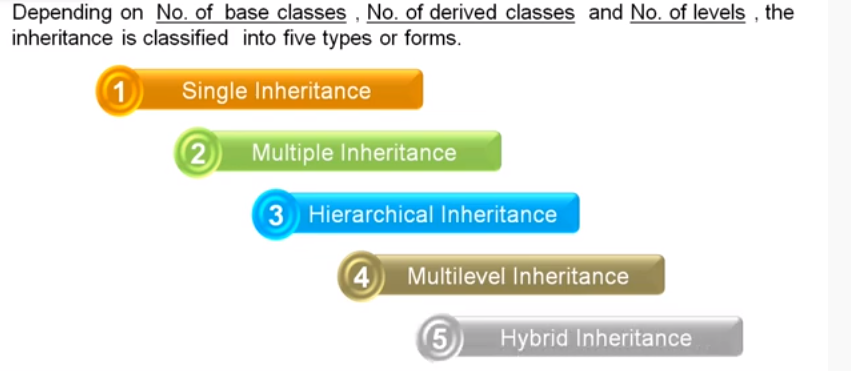 Depending on No. of base classes , No. of derived classes and No. of levels , the
inheritance is classified into five types or forms.
1 Single Inheritance
2 Multiple Inheritance
3 Hierarchical Inheritance
4 Multilevel Inheritance
5 Hybrid Inheritance